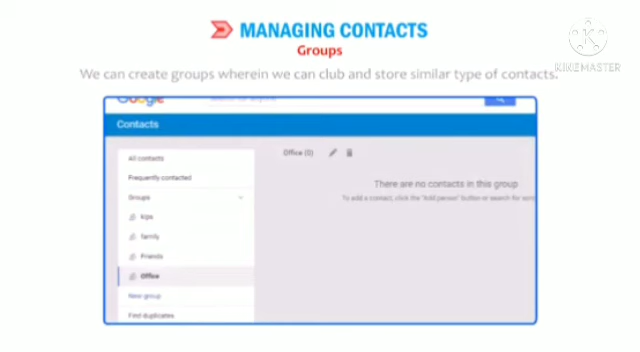 MANAGING CONTACTS
Groups
KINEMASTER
We can create groups wherein we can club and store similar type of contacts.
Google
Contacts
All contacts
Office (0)
Frequently contacted
There are no contacts in this group
Groups
To add a contact, click the "Add person" button or search for
kips
family
Friends
Office
New group
Find duplicates